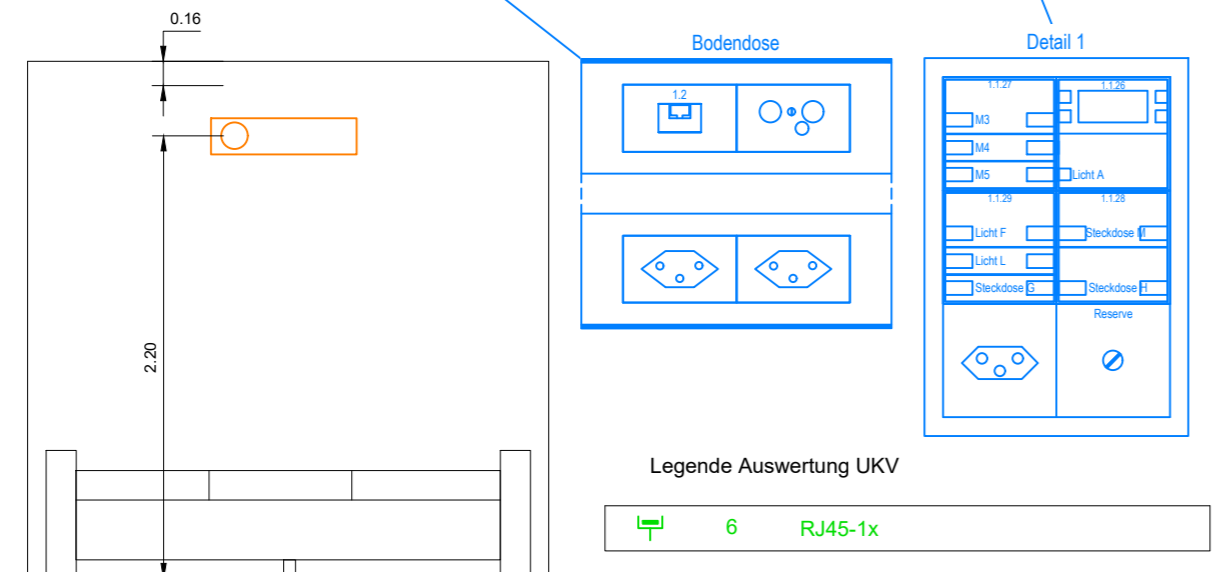 0.16
2.20
Bodendose
1.2
Detail 1
1.1.27
1.1.26
M3
M4
M5
Licht A
1.1.29
1.1.28
Licht F
Steckdose M
Licht L
Steckdose G
Steckdose H
Reserve
Legende Auswertung UKV
6 RJ45-1x